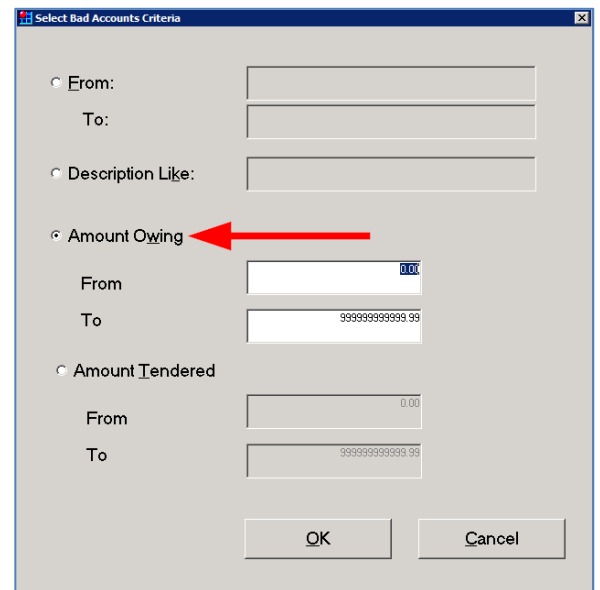 Select Bad Accounts Criteria
From:
To:
Description Like:
Amount Owing
From 0.00
To 999999999999.99
Amount Tendered
From 0.00
To 999999999999.99
OK Cancel